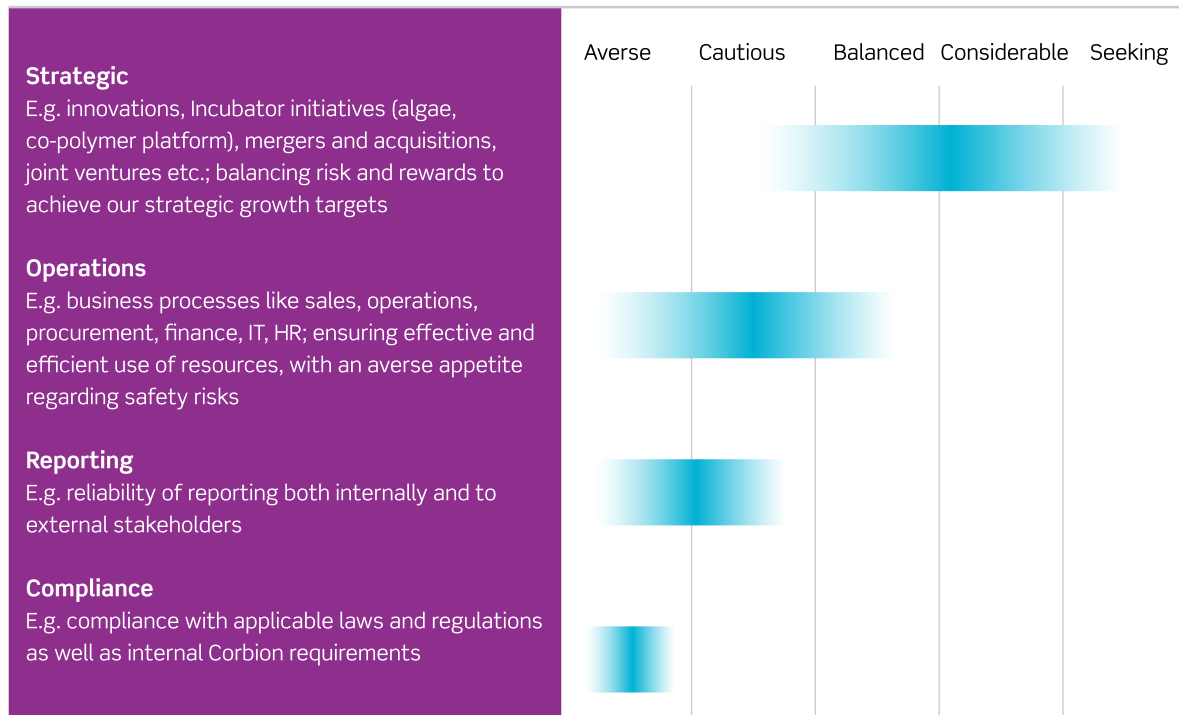 Averse Cautious Balanced Considerable Seeking
Strategic
E.g. innovations, Incubator initiatives (algae,
co-polymer platform), mergers and acquisitions,
joint ventures etc.; balancing risk and rewards to
achieve our strategic growth targets
Operations
E.g. business processes like sales, operations,
procurement, finance, IT, HR; ensuring effective and
efficient use of resources, with an averse appetite
regarding safety risks
Reporting
E.g. reliability of reporting both internally and to
external stakeholders
Compliance
E.g. compliance with applicable laws and regulations
as well as internal Corbion requirements